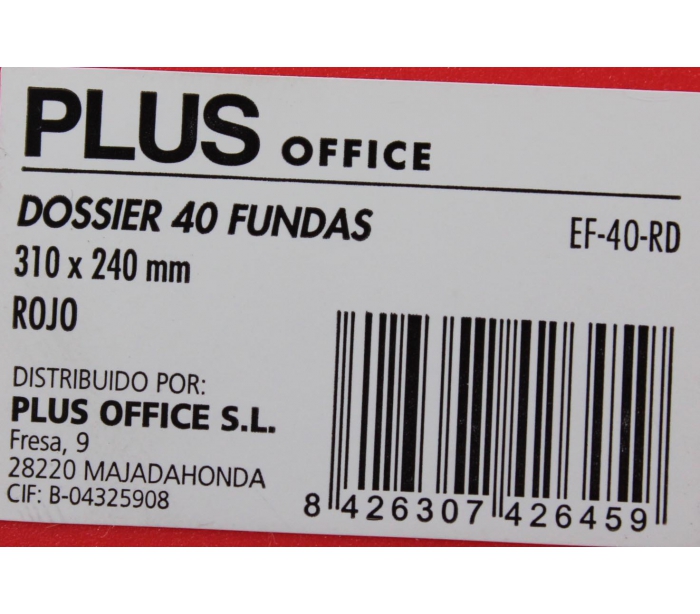 PLUS OFFICE
DOSSIER 40 FUNDAS
EF-40-RD
310 x 240 mm
ROJO
DISTRIBUIDO POR:
PLUS OFFICE S.L.
Fresa, 9
28220 MAJADAHONDA
CIF: B-04325908
8 426307 426459